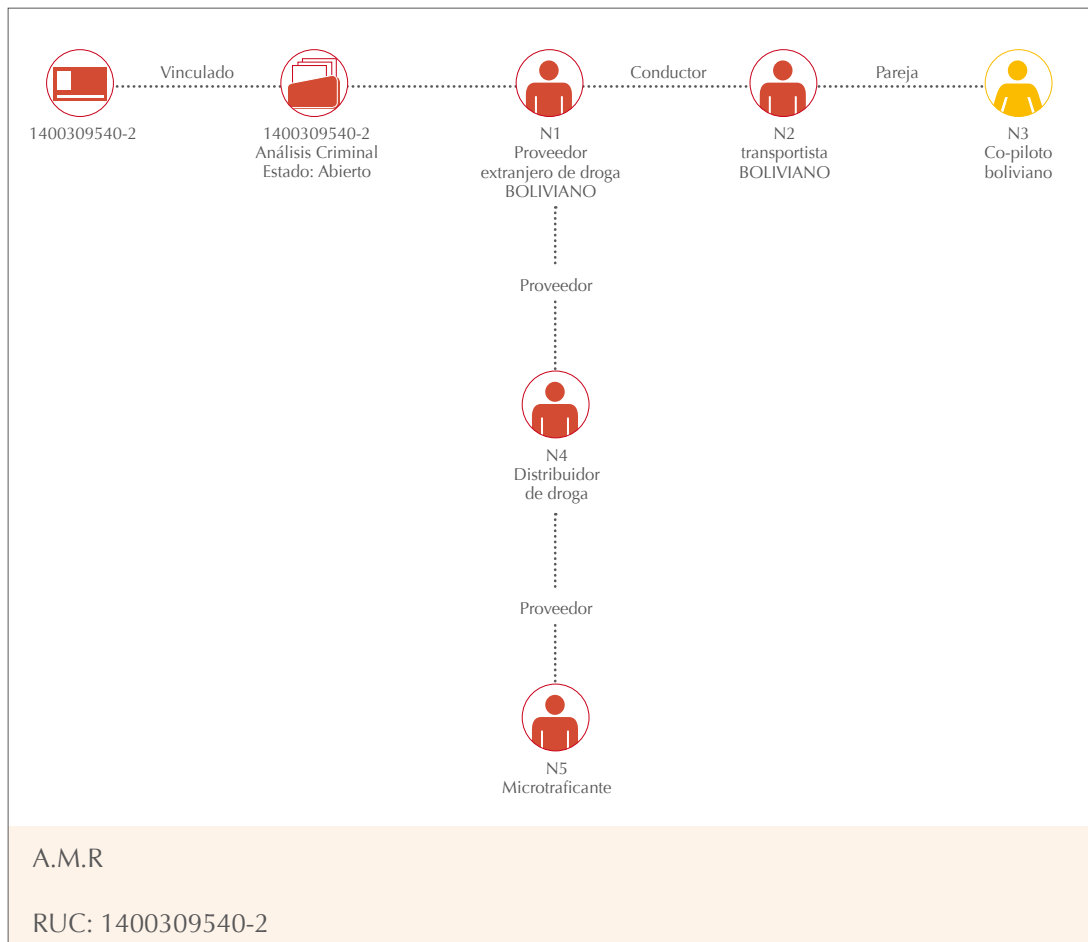 Vinculado
Conductor
Pareja
1400309540-2
1400309540-2
Análisis Criminal
Estado: Abierto
N1
Proveedor
extranjero de droga
BOLIVIANO
N2
transportista
BOLIVIANO
N3
Co-piloto
boliviano
Proveedor
N4
Distribuidor
de droga
Proveedor
N5
Microtraficante
A.M.R
RUC: 1400309540-2